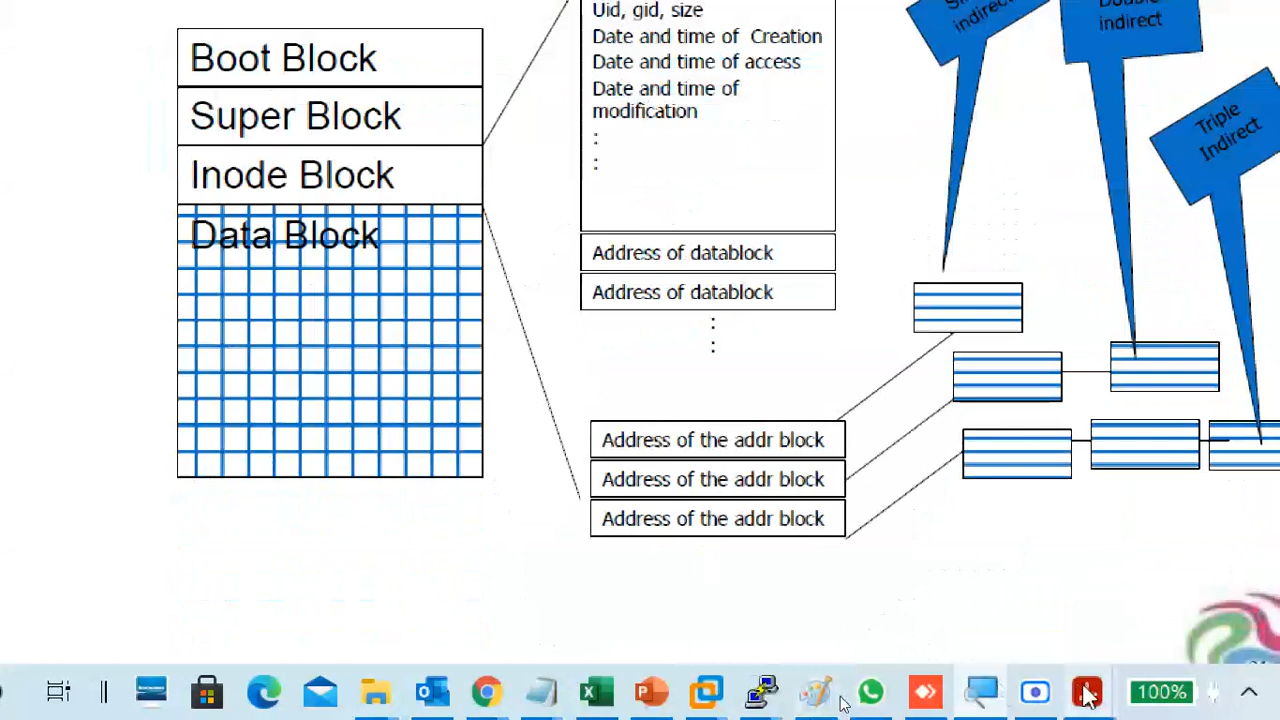 Boot Block
Super Block
Inode Block
Data Block
Uid, gid, size
Date and time of Creation
Date and time of access
Date and time of
modification
:
:
Address of datablock
Address of datablock
:
:
Address of the addr block
Address of the addr block
Address of the addr block
indirect
indirect
Triple
Indirect
100%